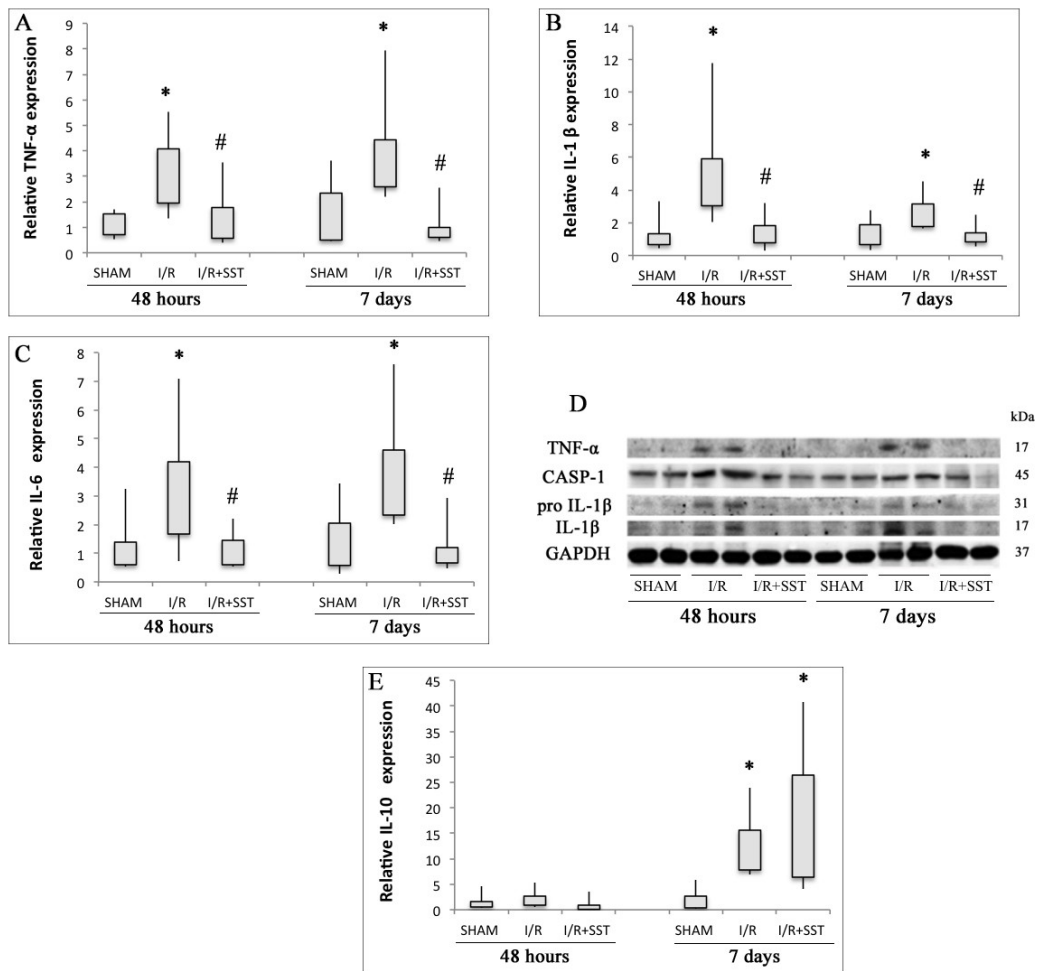 A
Relative TNF-α expression
9
8
7
6
5
4
3
2
1
0
* # * #
SHAM I/R I/R+SST SHAM I/R I/R+SST
48 hours 7 days
B
Relative IL-1 β expression
14
12
10
8
6
4
2
0
* # * #
SHAM I/R I/R+SST SHAM I/R I/R+SST
48 hours 7 days
C
Relative IL-6 expression
8
7
6
5
4
3
2
1
0
* # * #
SHAM I/R I/R+SST SHAM I/R I/R+SST
48 hours 7 days
D
kDa
TNF-α 17
CASP-1 45
pro IL-1β 31
IL-1β 17
GAPDH 37
SHAM I/R I/R+SST SHAM I/R I/R+SST
48 hours 7 days
E
Relative IL-10 expression
45
40
35
30
25
20
15
10
5
0
* *
SHAM I/R I/R+SST SHAM I/R I/R+SST
48 hours 7 days